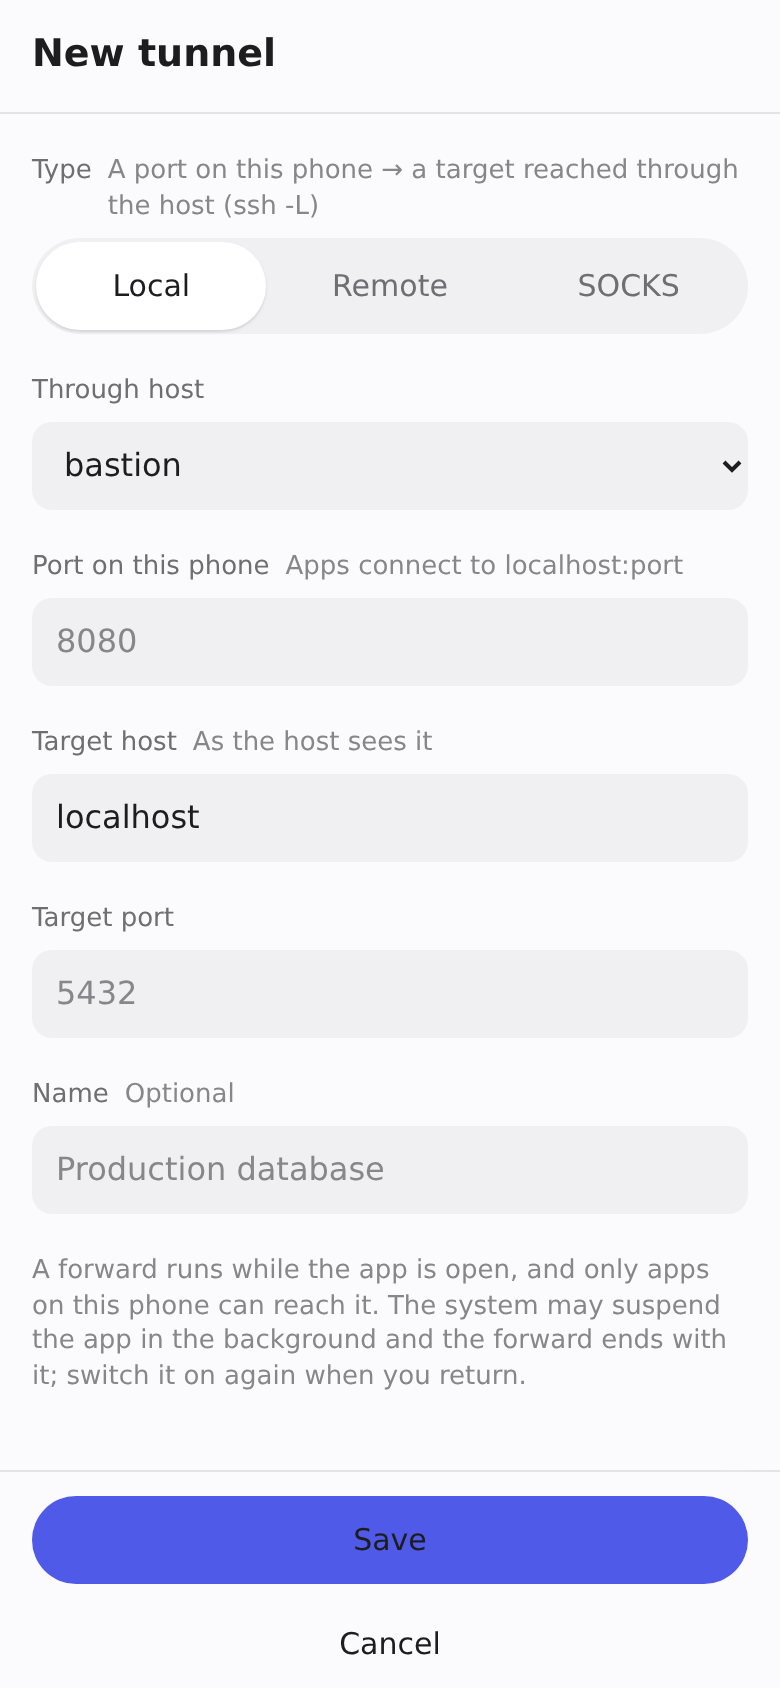 New tunnel
Type A port on this phone → a target reached through
the host (ssh -L)
Local Remote SOCKS
Through host
bastion
Port on this phone Apps connect to localhost:port
8080
Target host As the host sees it
localhost
Target port
5432
Name Optional
Production database
A forward runs while the app is open, and only apps
on this phone can reach it. The system may suspend
the app in the background and the forward ends with
it; switch it on again when you return.
Save
Cancel